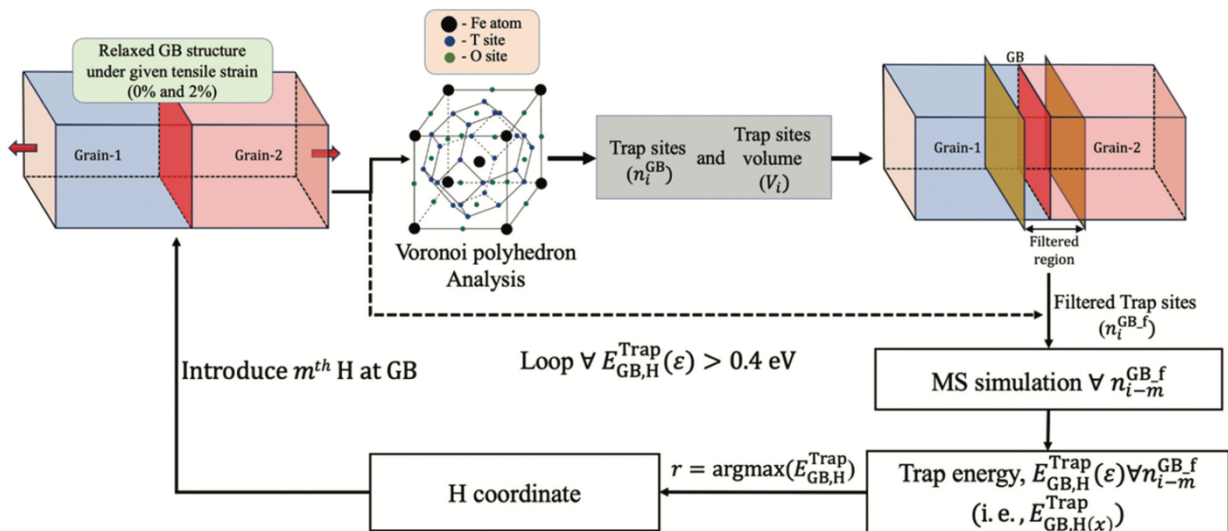 Relaxed GB structure
under given tensile strain
(0% and 2%)
Grain-1
Grain-2
- Fe atom
- T site
- O site
Voronoi polyhedron
Analysis
Trap sites
(n_i^GB)
and
Trap sites
volume
(V_i)
GB
Grain-1
Grain-2
Filtered
region
Filtered Trap sites
(n_i^GB_f)
Introduce m^th H at GB
Loop ∀ E_GB,H^Trap(ε) > 0.4 eV
MS simulation ∀ n_i−m^GB_f
H coordinate
r = argmax(E_GB,H^Trap)
Trap energy, E_GB,H^Trap(ε)∀n_i−m^GB_f
(i. e., E_GB,H(x)^Trap)